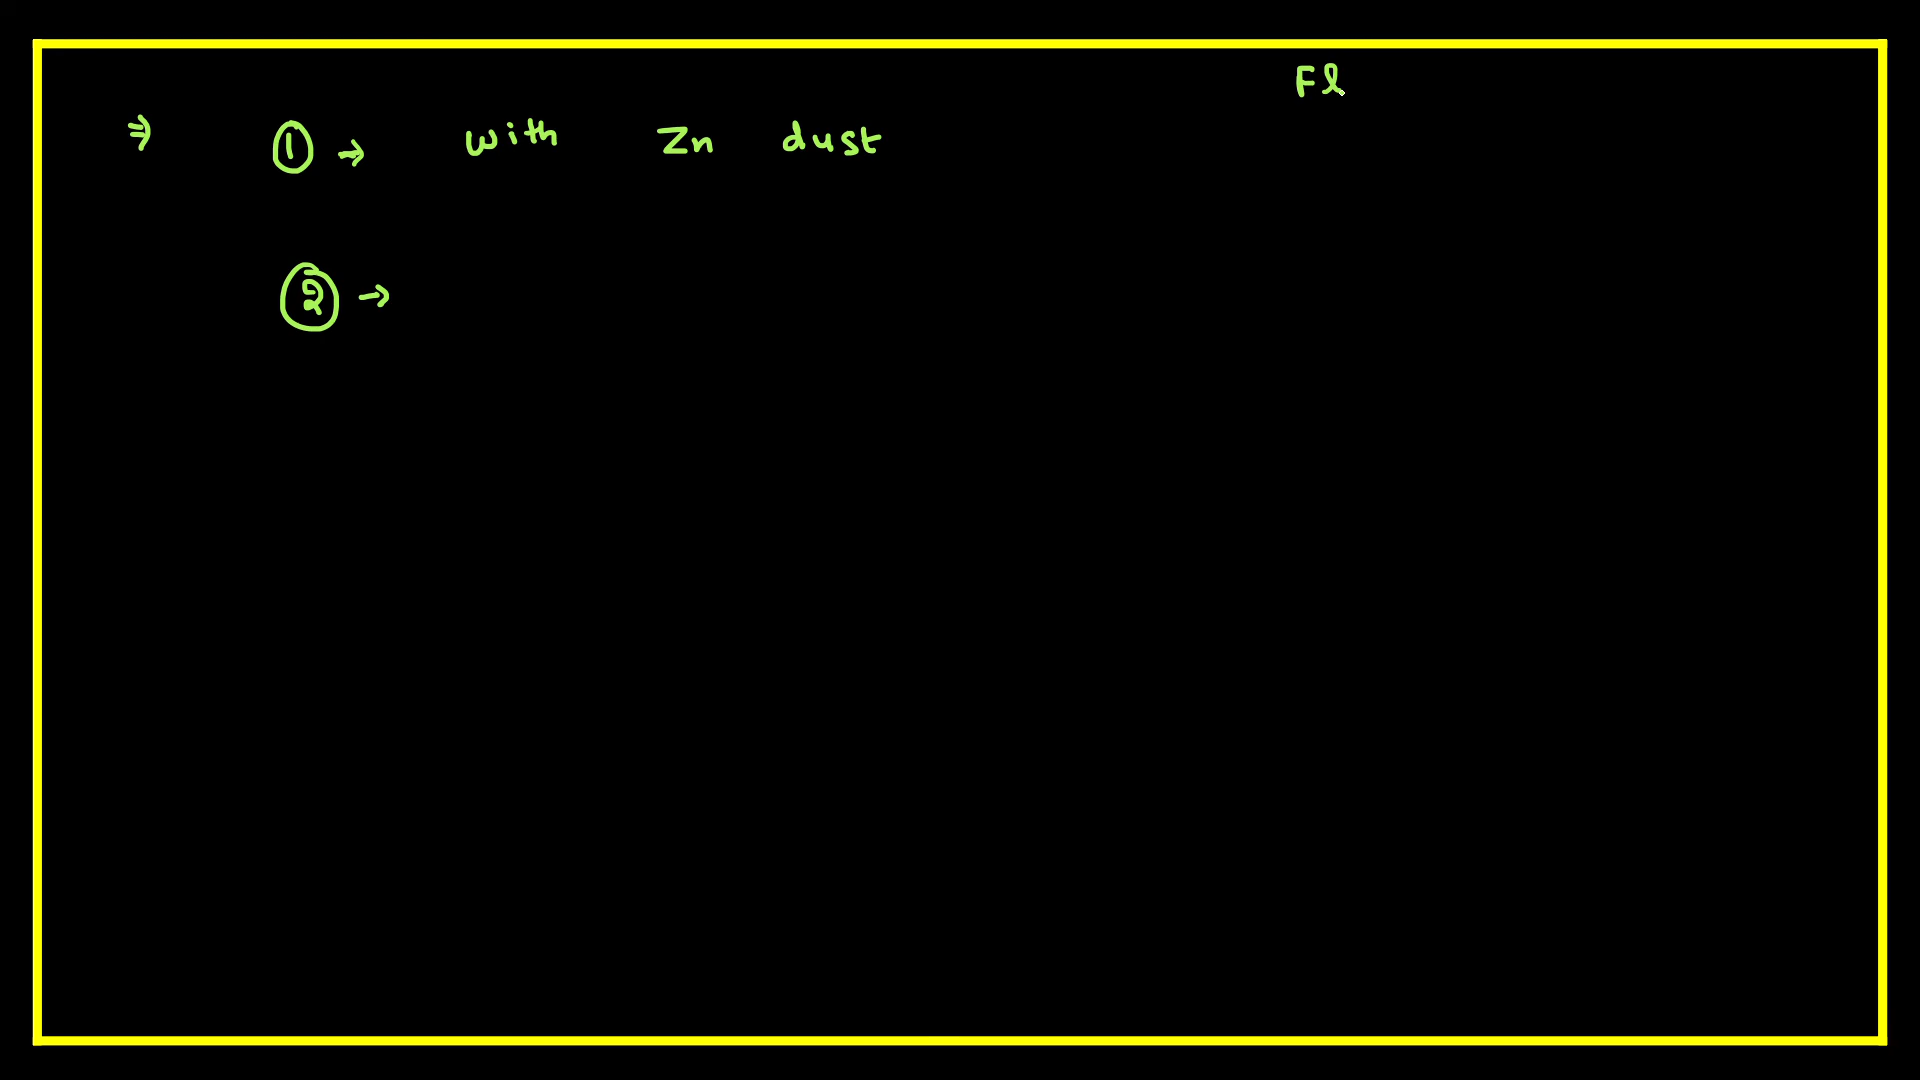 Fl
⇒ ① → with Zn dust
② →